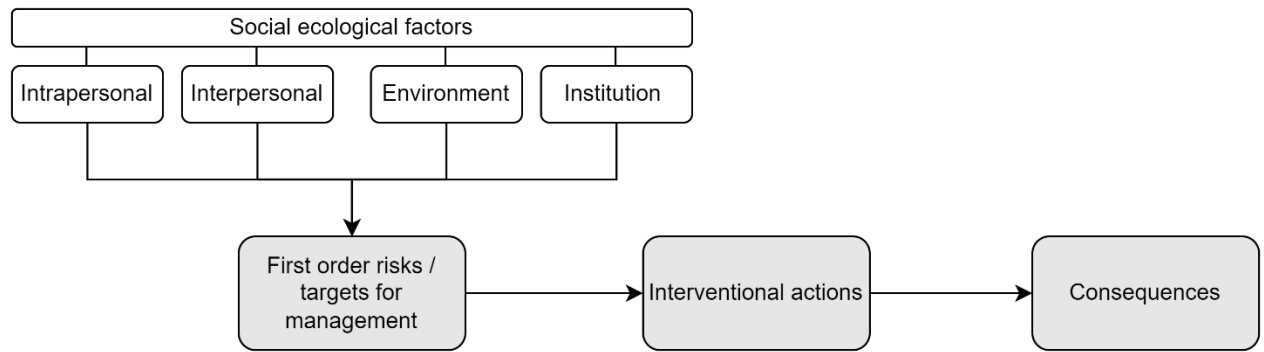 Social ecological factors
Intrapersonal
Interpersonal
Environment
Institution
First order risks /
targets for
management
Interventional actions
Consequences